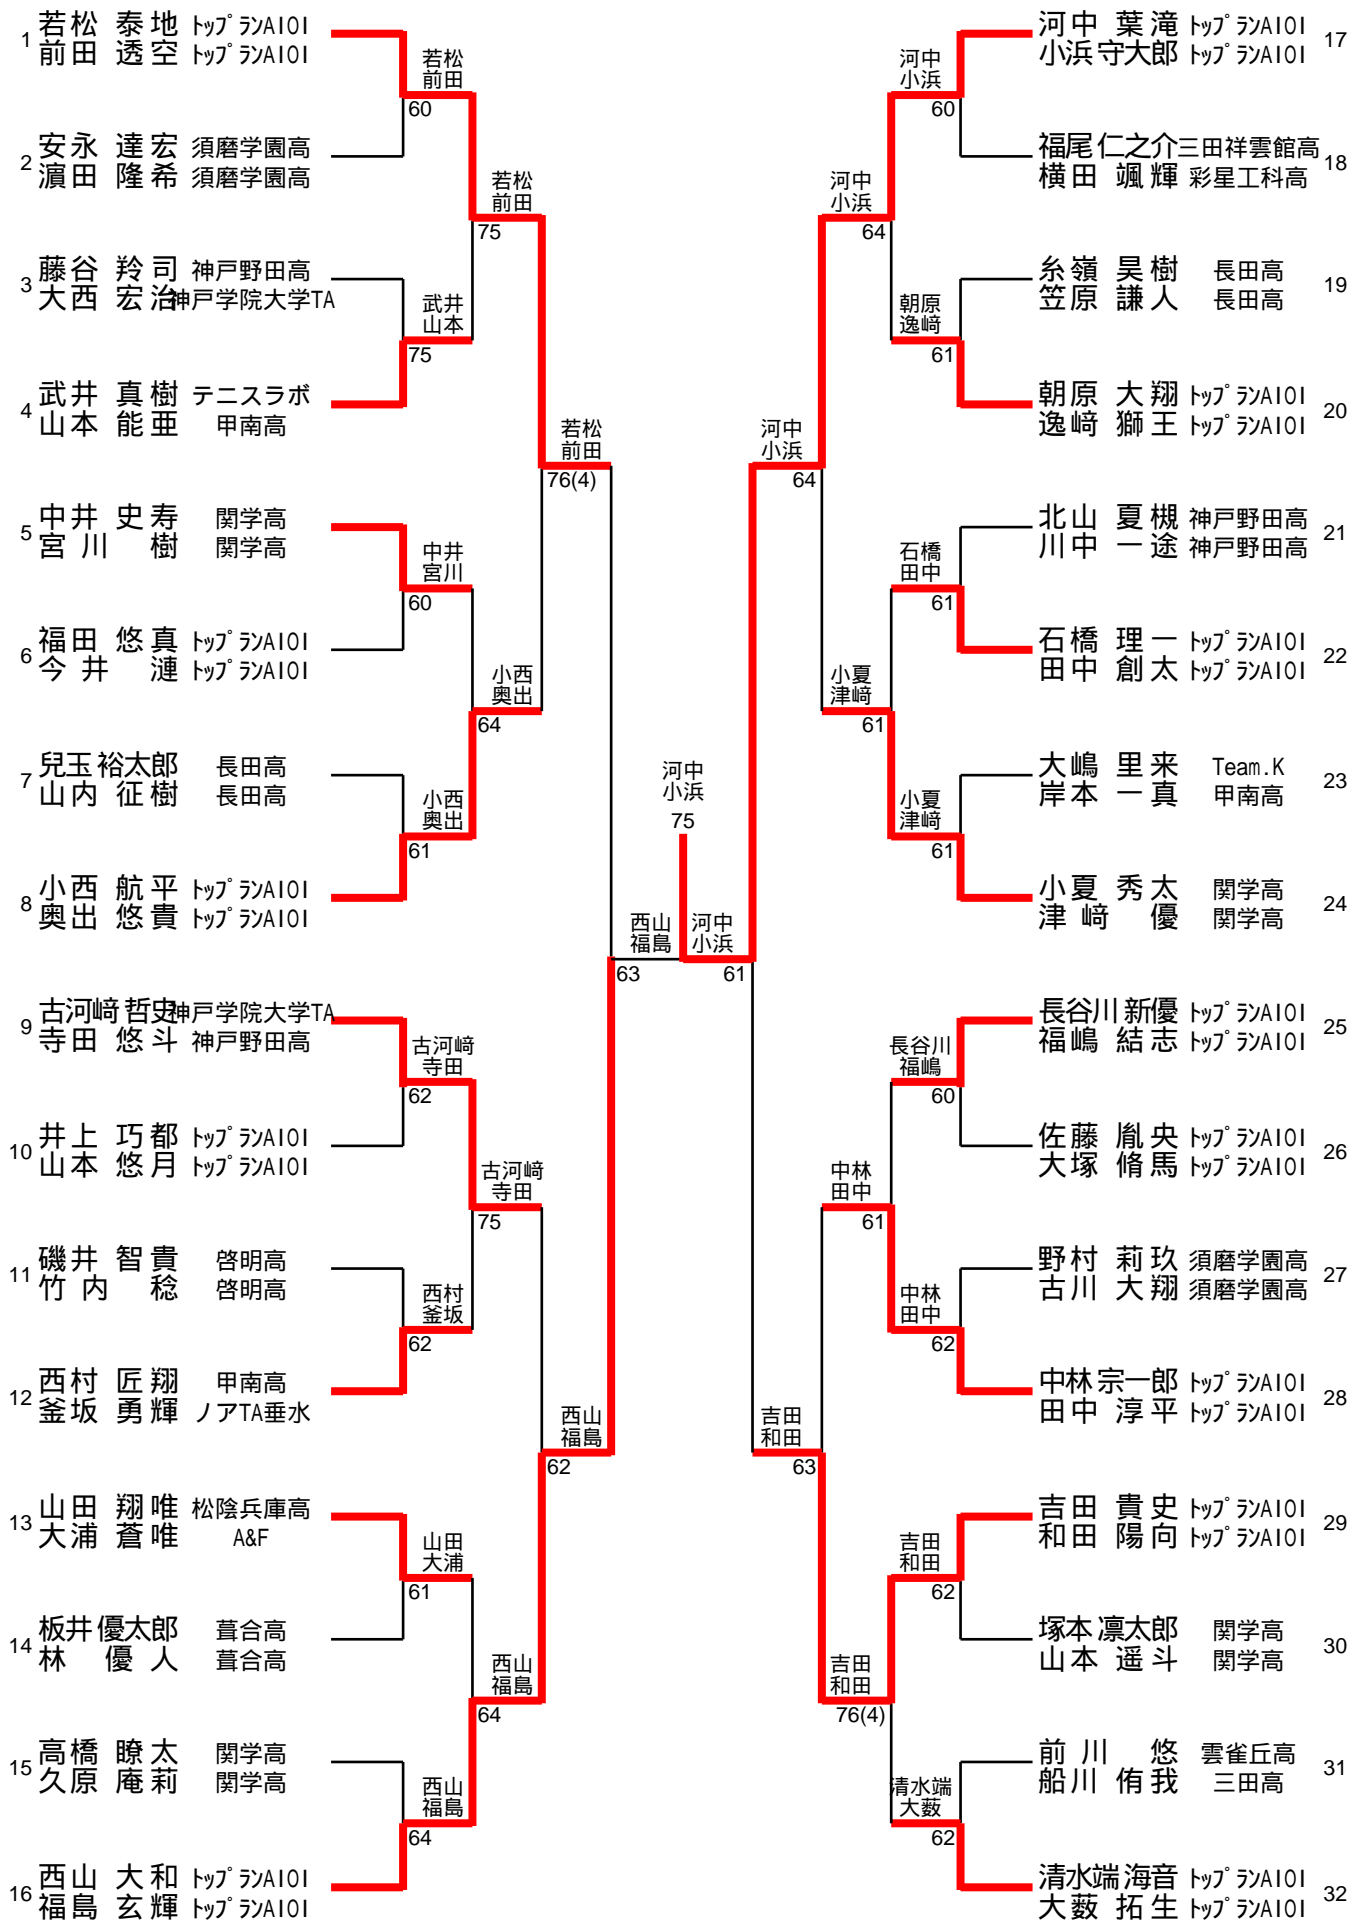 1 若松 泰地 トップランAIOI
前田 透空 トップランAIOI
2 安永 達宏 須磨学園高
濵田 隆希 須磨学園高
3 藤谷 羚司 神戸野田高
大西 宏治 神戸学院大学TA
4 武井 真樹 テニスラボ
山本 能亜 甲南高
5 中井 史寿 関学高
宮川 樹 関学高
6 福田 悠真 トップランAIOI
今井 漣 トップランAIOI
7 兒玉裕太郎 長田高
山内 征樹 長田高
8 小西 航平 トップランAIOI
奥出 悠貴 トップランAIOI
9 古河﨑哲史 神戸学院大学TA
寺田 悠斗 神戸野田高
10 井上 巧都 トップランAIOI
山本 悠月 トップランAIOI
11 磯井 智貴 啓明高
竹内 稔 啓明高
12 西村 匠翔 甲南高
釜坂 勇輝 ノアTA垂水
13 山田 翔唯 松陰兵庫高
大浦 蒼唯 A&F
14 板井優太郎 葺合高
林 優人 葺合高
15 高橋 瞭太 関学高
久原 庵莉 関学高
16 西山 大和 トップランAIOI
福島 玄輝 トップランAIOI
若松
前田
60
武井
山本
75
中井
宮川
60
小西
奥出
61
古河﨑
寺田
62
西村
釜坂
62
山田
大浦
61
西山
福島
64
若松
前田
75
小西
奥出
64
古河﨑
寺田
75
西山
福島
64
若松
前田
76(4)
西山
福島
62
西山
福島
63
河中
小浜
75
河中
小浜
61
河中
小浜
64
吉田
和田
63
河中
小浜
64
小夏
津﨑
61
中林
田中
61
吉田
和田
76(4)
河中
小浜
60
朝原
逸﨑
61
石橋
田中
61
小夏
津﨑
61
長谷川
福嶋
60
中林
田中
62
吉田
和田
62
清水端
大薮
62
河中 葉滝 トップランAIOI 17
小浜守大郎 トップランAIOI
福尾仁之介 三田祥雲館高 18
横田 颯輝 彩星工科高
糸嶺 昊樹 長田高 19
笠原 謙人 長田高
朝原 大翔 トップランAIOI 20
逸﨑 獅王 トップランAIOI
北山 夏槻 神戸野田高 21
川中 一途 神戸野田高
石橋 理一 トップランAIOI 22
田中 創太 トップランAIOI
大嶋 里来 Team.K 23
岸本 一真 甲南高
小夏 秀太 関学高 24
津﨑 優 関学高
長谷川新優 トップランAIOI 25
福嶋 結志 トップランAIOI
佐藤 胤央 トップランAIOI 26
大塚 脩馬 トップランAIOI
野村 莉玖 須磨学園高 27
古川 大翔 須磨学園高
中林宗一郎 トップランAIOI 28
田中 淳平 トップランAIOI
吉田 貴史 トップランAIOI 29
和田 陽向 トップランAIOI
塚本凛太郎 関学高 30
山本 遥斗 関学高
前川 悠 雲雀丘高 31
船川 侑我 三田高
清水端海音 トップランAIOI 32
大薮 拓生 トップランAIOI